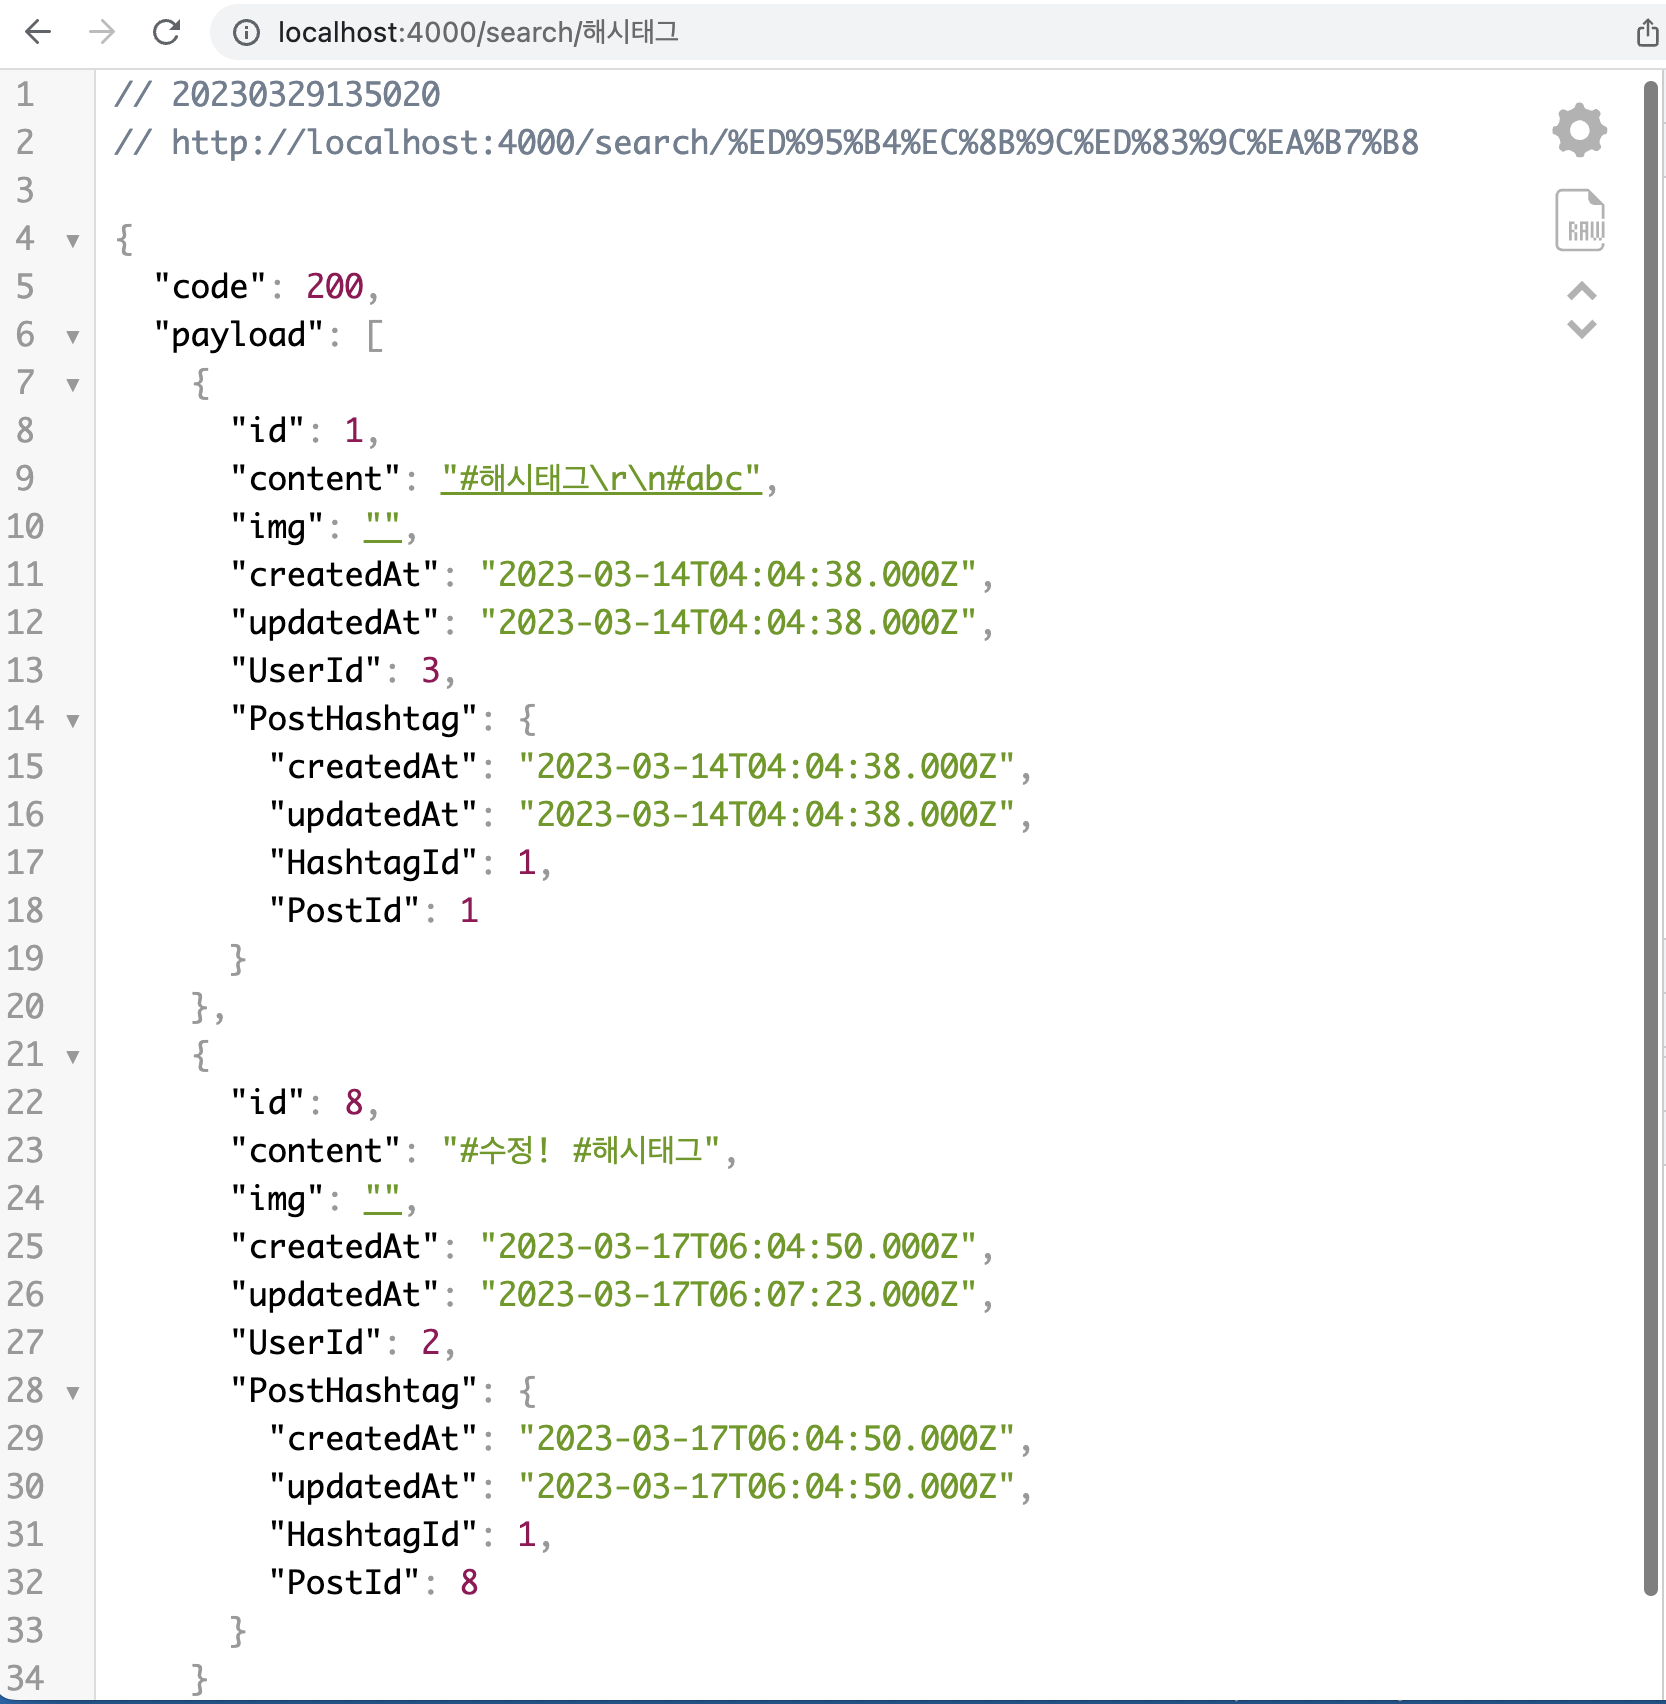 localhost:4000/search/해시태그
1 // 20230329135020
2 // http://localhost:4000/search/%ED%95%B4%EC%8B%9C%ED%83%9C%EA%B7%B8
3
4 {
5 "code": 200,
6 "payload": [
7 {
8 "id": 1,
9 "content": "#해시태그\r\n#abc",
10 "img": "",
11 "createdAt": "2023-03-14T04:04:38.000Z",
12 "updatedAt": "2023-03-14T04:04:38.000Z",
13 "UserId": 3,
14 "PostHashtag": {
15 "createdAt": "2023-03-14T04:04:38.000Z",
16 "updatedAt": "2023-03-14T04:04:38.000Z",
17 "HashtagId": 1,
18 "PostId": 1
19 }
20 },
21 {
22 "id": 8,
23 "content": "#수정! #해시태그",
24 "img": "",
25 "createdAt": "2023-03-17T06:04:50.000Z",
26 "updatedAt": "2023-03-17T06:07:23.000Z",
27 "UserId": 2,
28 "PostHashtag": {
29 "createdAt": "2023-03-17T06:04:50.000Z",
30 "updatedAt": "2023-03-17T06:04:50.000Z",
31 "HashtagId": 1,
32 "PostId": 8
33 }
34 }
RAW